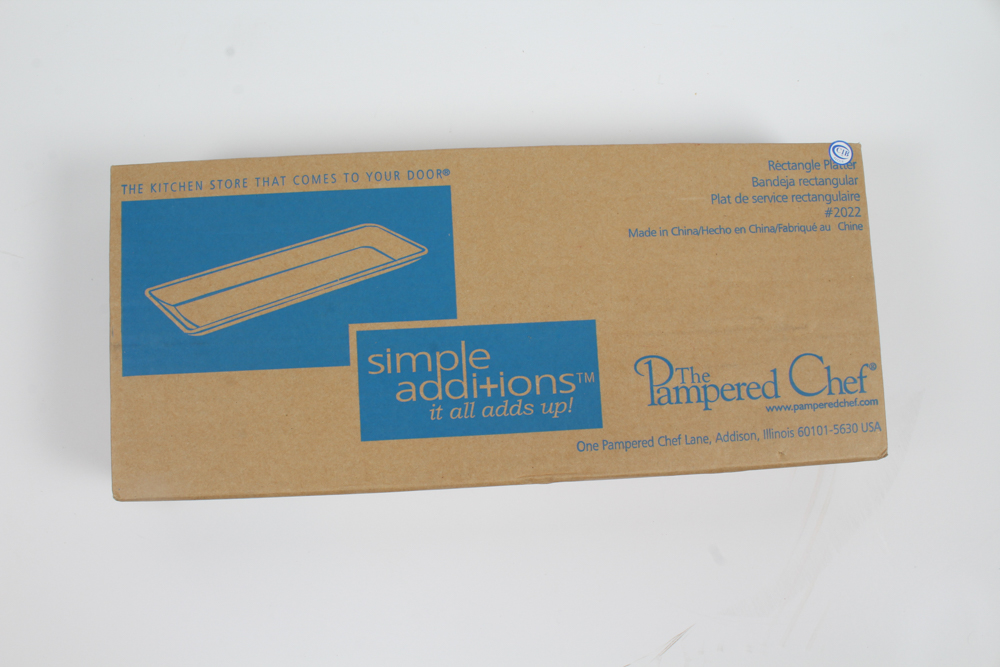 THE KITCHEN STORE THAT COMES TO YOUR DOOR®
Rectangle Platter
Bandeja rectangular
Plat de service rectangulaire
#2022
Made in China/Hecho en China/Fabriqué au Chine
simple
additions™
it all adds up!
The
Pampered Chef®
www.pamperedchef.com
One Pampered Chef Lane, Addison, Illinois 60101-5630 USA